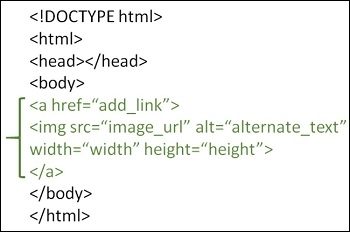 <!DOCTYPE html>
<html>
<head></head>
<body>
<a href=“add_link”>
<img src=“image_url” alt=“alternate_text”
width=“width” height=“height”>
</a>
</body>
</html>